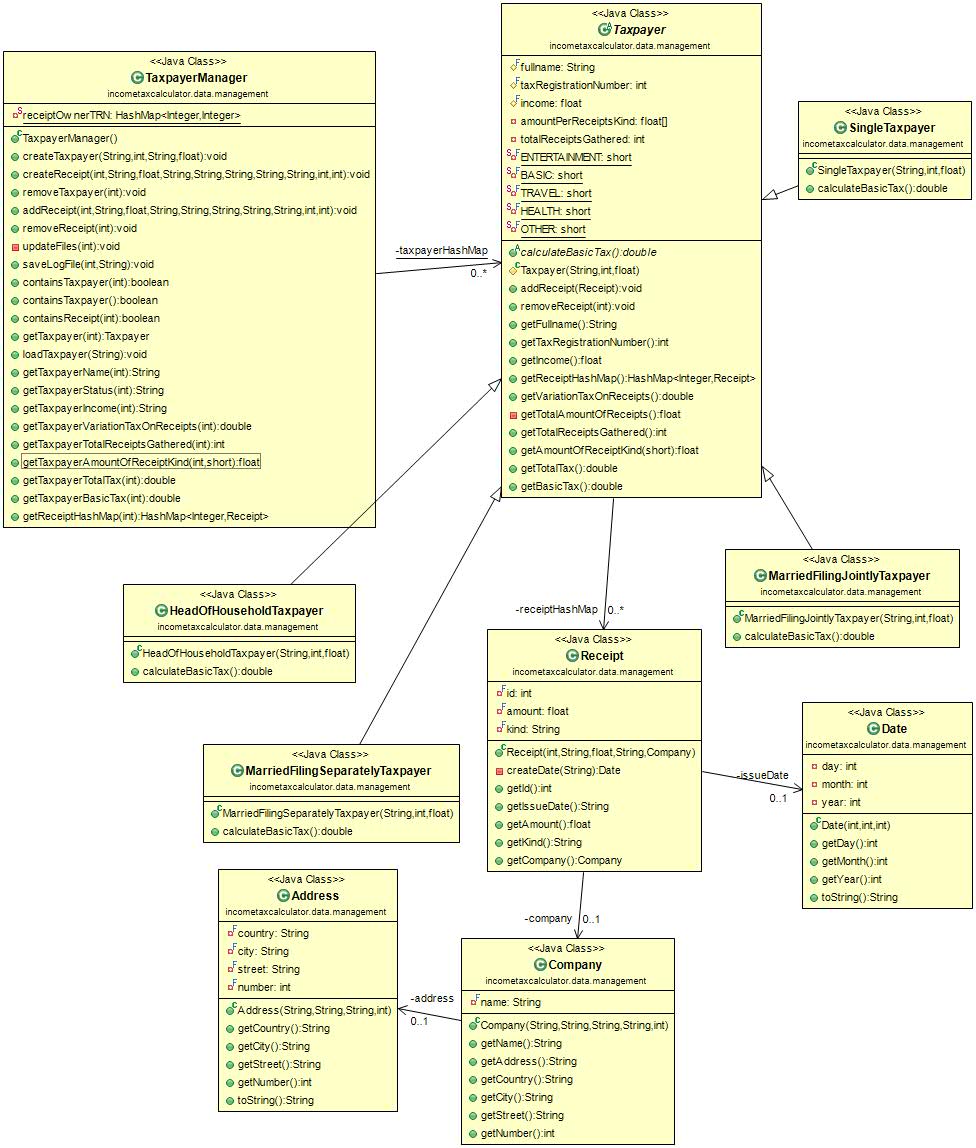 <<Java Class>>
TaxpayerManager
incometaxcalculator.data.management
receiptOwnerTRN: HashMap<Integer,Integer>
TaxpayerManager()
createTaxpayer(String,int,String,float):void
createReceipt(int,String,float,String,String,String,String,String,int,int):void
removeTaxpayer(int):void
addReceipt(int,String,float,String,String,String,String,String,int,int):void
removeReceipt(int):void
updateFiles(int):void
saveLogFile(int,String):void
containsTaxpayer(int):boolean
containsTaxpayer():boolean
containsReceipt(int):boolean
getTaxpayer(int):Taxpayer
loadTaxpayer(String):void
getTaxpayerName(int):String
getTaxpayerStatus(int):String
getTaxpayerIncome(int):String
getTaxpayerVariationTaxOnReceipts(int):double
getTaxpayerTotalReceiptsGathered(int):int
getTaxpayerAmountOfReceiptKind(int,short):float
getTaxpayerTotalTax(int):double
getTaxpayerBasicTax(int):double
getReceiptHashMap(int):HashMap<Integer,Receipt>
-taxpayerHashMap
0..*
<<Java Class>>
Taxpayer
incometaxcalculator.data.management
fullname: String
taxRegistrationNumber: int
income: float
amountPerReceiptsKind: float[]
totalReceiptsGathered: int
ENTERTAINMENT: short
BASIC: short
TRAVEL: short
HEALTH: short
OTHER: short
calculateBasicTax():double
Taxpayer(String,int,float)
addReceipt(Receipt):void
removeReceipt(int):void
getFullname():String
getTaxRegistrationNumber():int
getIncome():float
getReceiptHashMap():HashMap<Integer,Receipt>
getVariationTaxOnReceipts():double
getTotalAmountOfReceipts():float
getTotalReceiptsGathered():int
getAmountOfReceiptKind(short):float
getTotalTax():double
getBasicTax():double
<<Java Class>>
SingleTaxpayer
incometaxcalculator.data.management
SingleTaxpayer(String,int,float)
calculateBasicTax():double
<<Java Class>>
HeadOfHouseholdTaxpayer
incometaxcalculator.data.management
HeadOfHouseholdTaxpayer(String,int,float)
calculateBasicTax():double
<<Java Class>>
MarriedFilingJointlyTaxpayer
incometaxcalculator.data.management
MarriedFilingJointlyTaxpayer(String,int,float)
calculateBasicTax():double
-receiptHashMap
0..*
<<Java Class>>
Receipt
incometaxcalculator.data.management
id: int
amount: float
kind: String
Receipt(int,String,float,String,Company)
createDate(String):Date
getId():int
getIssueDate():String
getAmount():float
getKind():String
getCompany():Company
<<Java Class>>
MarriedFilingSeparatelyTaxpayer
incometaxcalculator.data.management
MarriedFilingSeparatelyTaxpayer(String,int,float)
calculateBasicTax():double
-issueDate
0..1
<<Java Class>>
Date
incometaxcalculator.data.management
day: int
month: int
year: int
Date(int,int,int)
getDay():int
getMonth():int
getYear():int
toString():String
<<Java Class>>
Address
incometaxcalculator.data.management
country: String
city: String
street: String
number: int
Address(String,String,String,int)
getCountry():String
getCity():String
getStreet():String
getNumber():int
toString():String
-address
0..1
-company
0..1
<<Java Class>>
Company
incometaxcalculator.data.management
name: String
Company(String,String,String,String,int)
getName():String
getAddress():String
getCountry():String
getCity():String
getStreet():String
getNumber():int